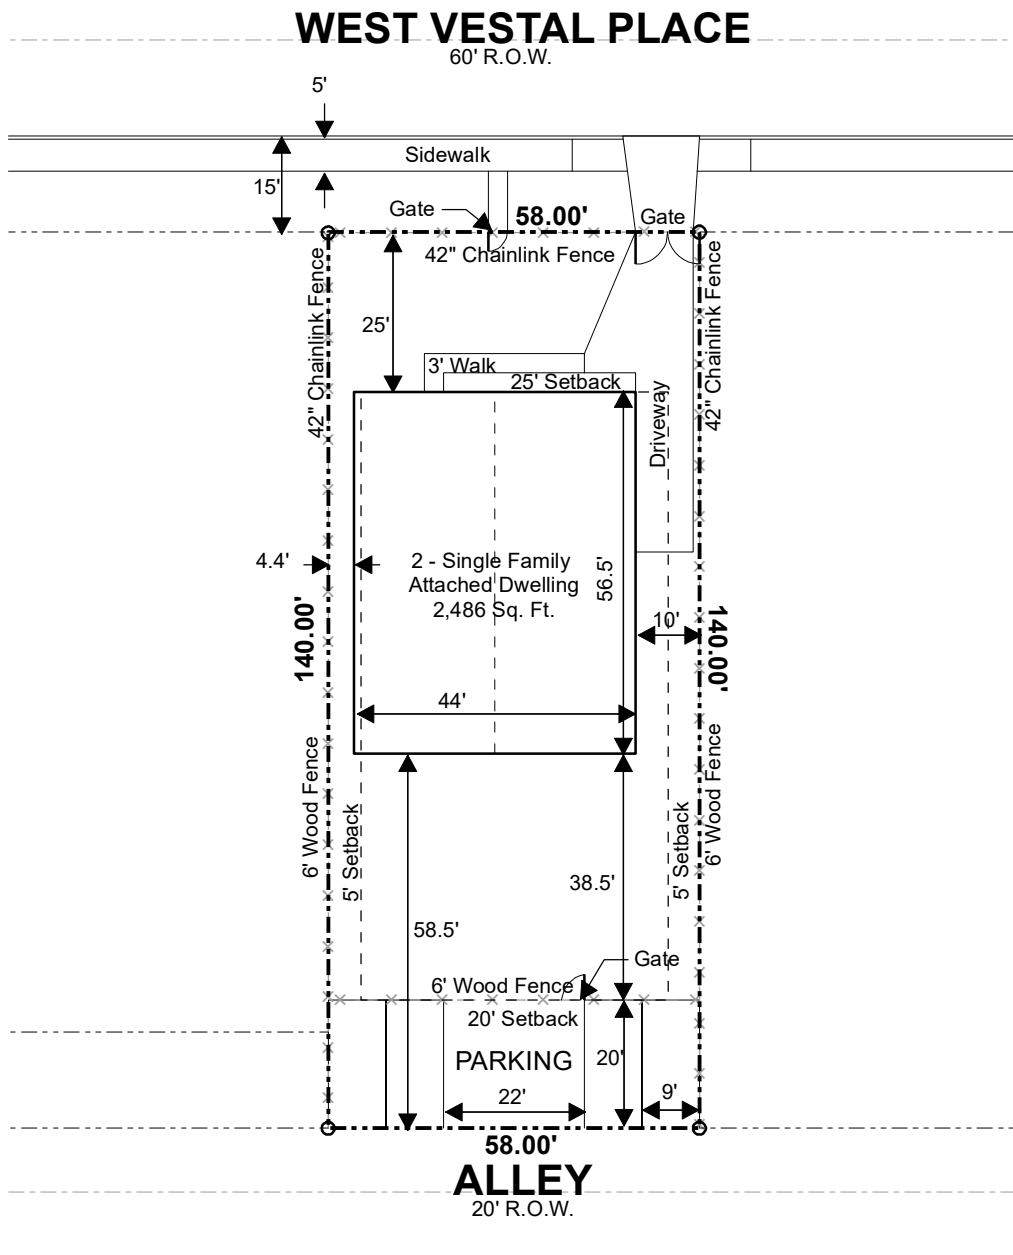 WEST VESTAL PLACE
60' R.O.W.
5'
Sidewalk
15'
Gate
58.00'
Gate
42" Chainlink Fence
42" Chainlink Fence
42" Chainlink Fence
25'
3' Walk
25' Setback
Driveway
4.4'
2 - Single Family
Attached Dwelling
2,486 Sq. Ft.
56.5'
140.00'
10'
140.00'
44'
6' Wood Fence
5' Setback
38.5'
5' Setback
6' Wood Fence
58.5'
Gate
6' Wood Fence
20' Setback
PARKING
20'
22'
9'
58.00'
ALLEY
20' R.O.W.